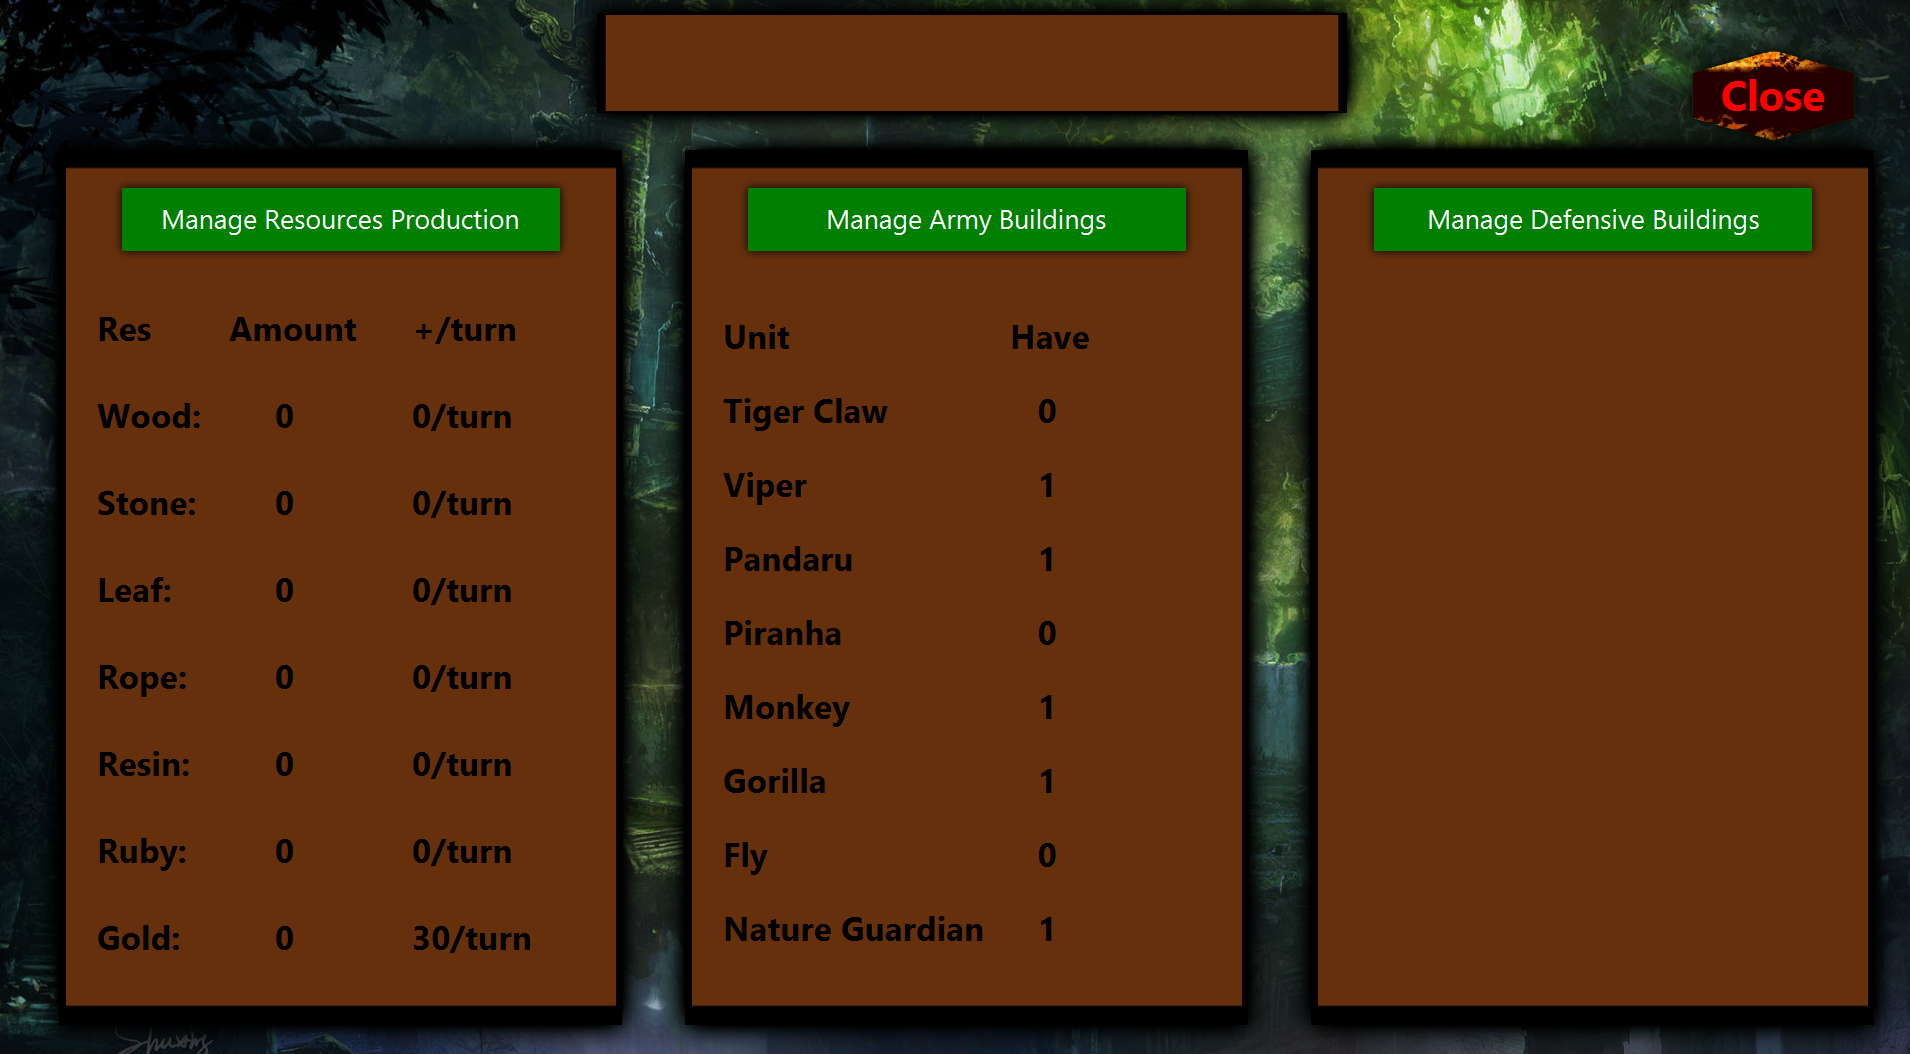 Close
Manage Resources Production
Res Amount +/turn
Wood: 0 0/turn
Stone: 0 0/turn
Leaf: 0 0/turn
Rope: 0 0/turn
Resin: 0 0/turn
Ruby: 0 0/turn
Gold: 0 30/turn
Manage Army Buildings
Unit Have
Tiger Claw 0
Viper 1
Pandaru 1
Piranha 0
Monkey 1
Gorilla 1
Fly 0
Nature Guardian 1
Manage Defensive Buildings